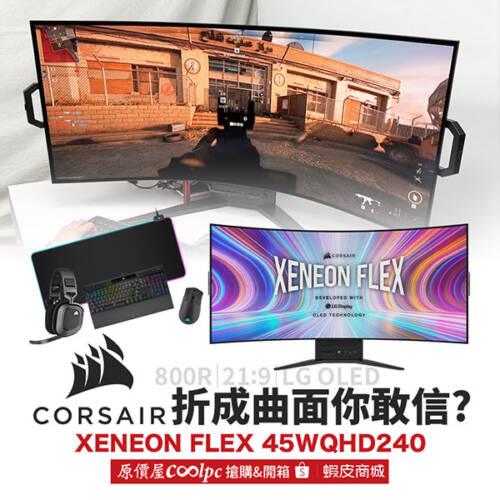 CORSAIR
XENEON FLEX
DEVELOPED WITH
LG Display
OLED TECHNOLOGY
800R|21:9|LG OLED
CORSAIR 折成曲面你敢信?
XENEON FLEX 45WQHD240
原價屋coolpc 搶購&開箱 S 蝦皮商城